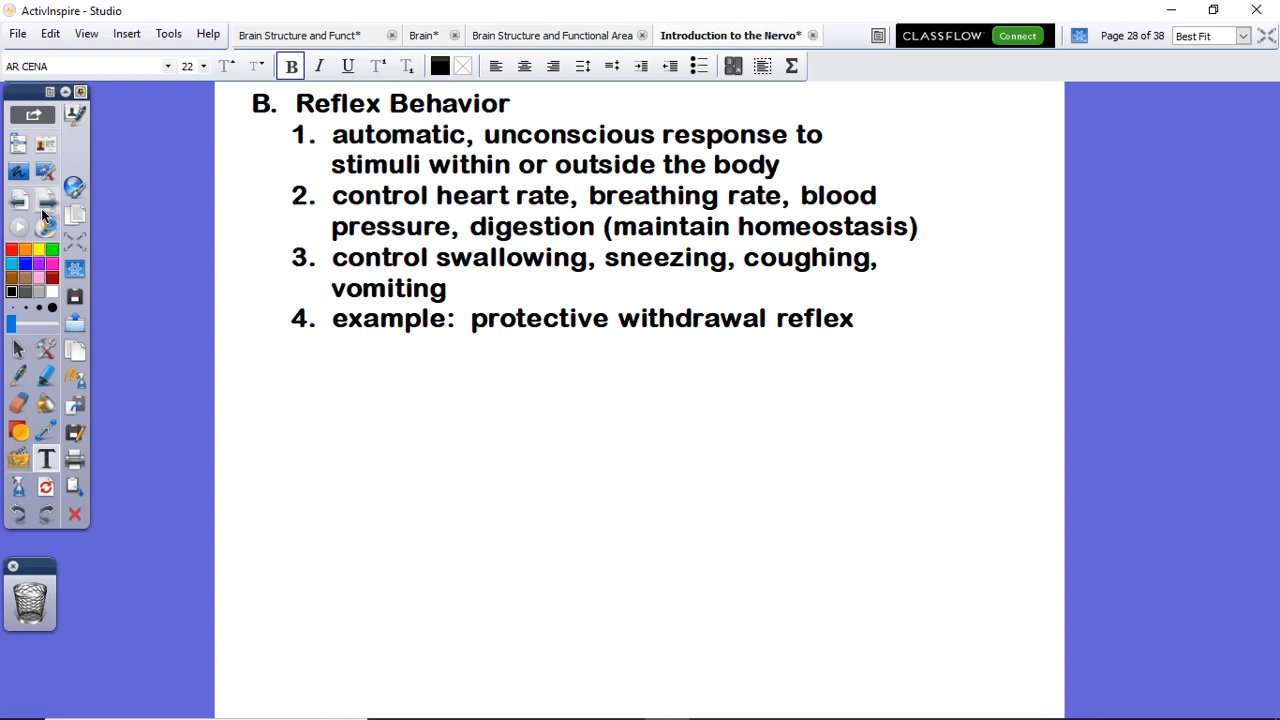 ActivInspire - Studio
File Edit View Insert Tools Help
Brain Structure and Funct* Brain* Brain Structure and Functional Area Introduction to the Nervo*
CLASSFLOW Connect
Page 28 of 38 Best Fit
AR CENA 22
B. Reflex Behavior
1. automatic, unconscious response to
stimuli within or outside the body
2. control heart rate, breathing rate, blood
pressure, digestion (maintain homeostasis)
3. control swallowing, sneezing, coughing,
vomiting
4. example: protective withdrawal reflex